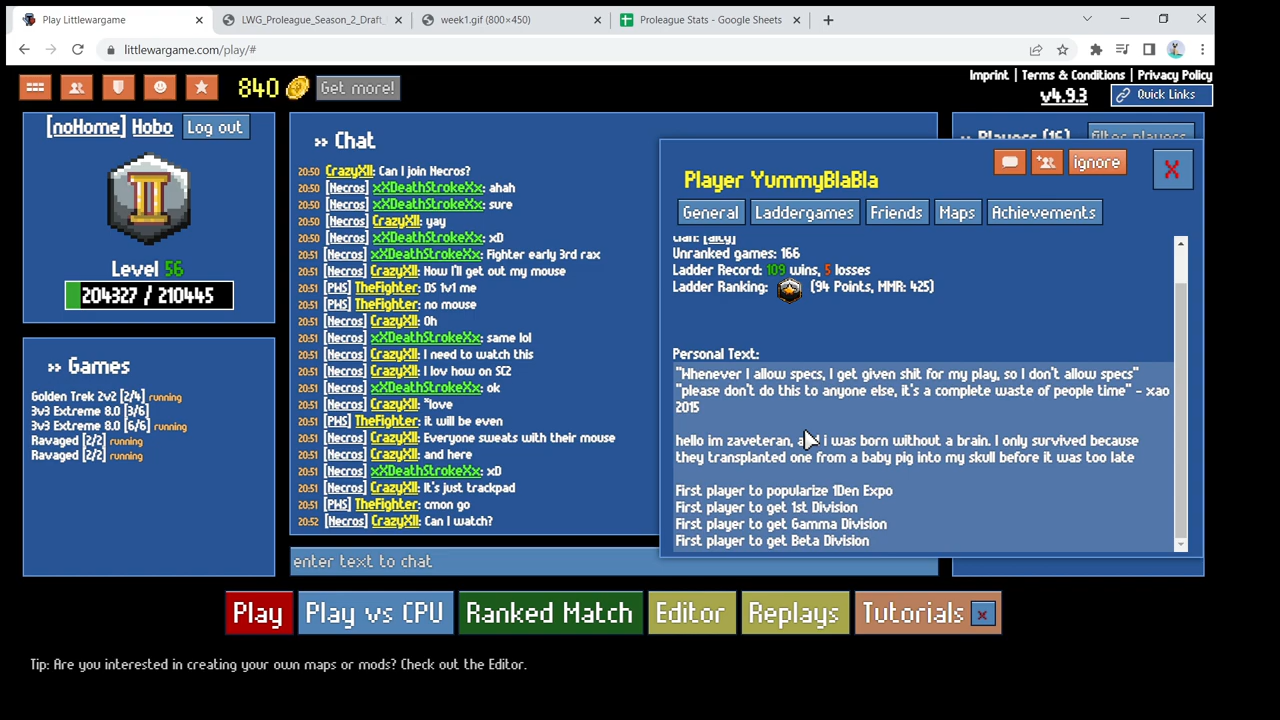 Play Littlewargame
LWG_Proleague_Season_2_Draft_
week1.gif (800×450)
Proleague Stats - Google Sheets
littlewargame.com/play/#
840
Get more!
Imprint | Terms & Conditions | Privacy Policy
v4.9.3
Quick Links
[noHome] Hobo
Log out
Level 56
204327 / 210445
» Games
Golden Trek 2v2 [2/4] running
3v3 Extreme 8.0 [3/6]
3v3 Extreme 8.0 [6/6] running
Ravaged [2/2] running
Ravaged [2/2] running
» Chat
20:50 CrazyXII: Can I join Necros?
20:50 [Necros] xXDeathStrokeXx: ahah
20:50 [Necros] xXDeathStrokeXx: sure
20:50 [Necros] CrazyXII: yay
20:50 [Necros] xXDeathStrokeXx: xD
20:51 [Necros] xXDeathStrokeXx: Fighter early 3rd rax
20:51 [Necros] CrazyXII: Now I'll get out my mouse
20:51 [PWS] TheFighter: DS 1v1 me
20:51 [PWS] TheFighter: no mouse
20:51 [Necros] CrazyXII: Oh
20:51 [Necros] xXDeathStrokeXx: same lol
20:51 [Necros] CrazyXII: I need to watch this
20:51 [Necros] CrazyXII: I lov how on SC2
20:51 [Necros] xXDeathStrokeXx: ok
20:51 [Necros] CrazyXII: *love
20:51 [PWS] TheFighter: it will be even
20:51 [Necros] CrazyXII: Everyone sweats with their mouse
20:51 [Necros] CrazyXII: and here
20:51 [Necros] xXDeathStrokeXx: xD
20:51 [Necros] CrazyXII: It's just trackpad
20:51 [PWS] TheFighter: cmon go
20:52 [Necros] CrazyXII: Can I watch?
enter text to chat
» Players (16)
filter players
ignore
X
Player YummyBlaBla
General
Laddergames
Friends
Maps
Achievements
Unranked games: 166
Ladder Record: 109 wins, 5 losses
Ladder Ranking: (94 Points, MMR: 425)
Personal Text:
"Whenever I allow specs, I get given shit for my play, so I don't allow specs"
"please don't do this to anyone else, it's a complete waste of people time" - xao
2015
hello im zaveteran, i was born without a brain. I only survived because
they transplanted one from a baby pig into my skull before it was too late
First player to popularize 1Den Expo
First player to get 1st Division
First player to get Gamma Division
First player to get Beta Division
Play
Play vs CPU
Ranked Match
Editor
Replays
Tutorials
x
Tip: Are you interested in creating your own maps or mods? Check out the Editor.